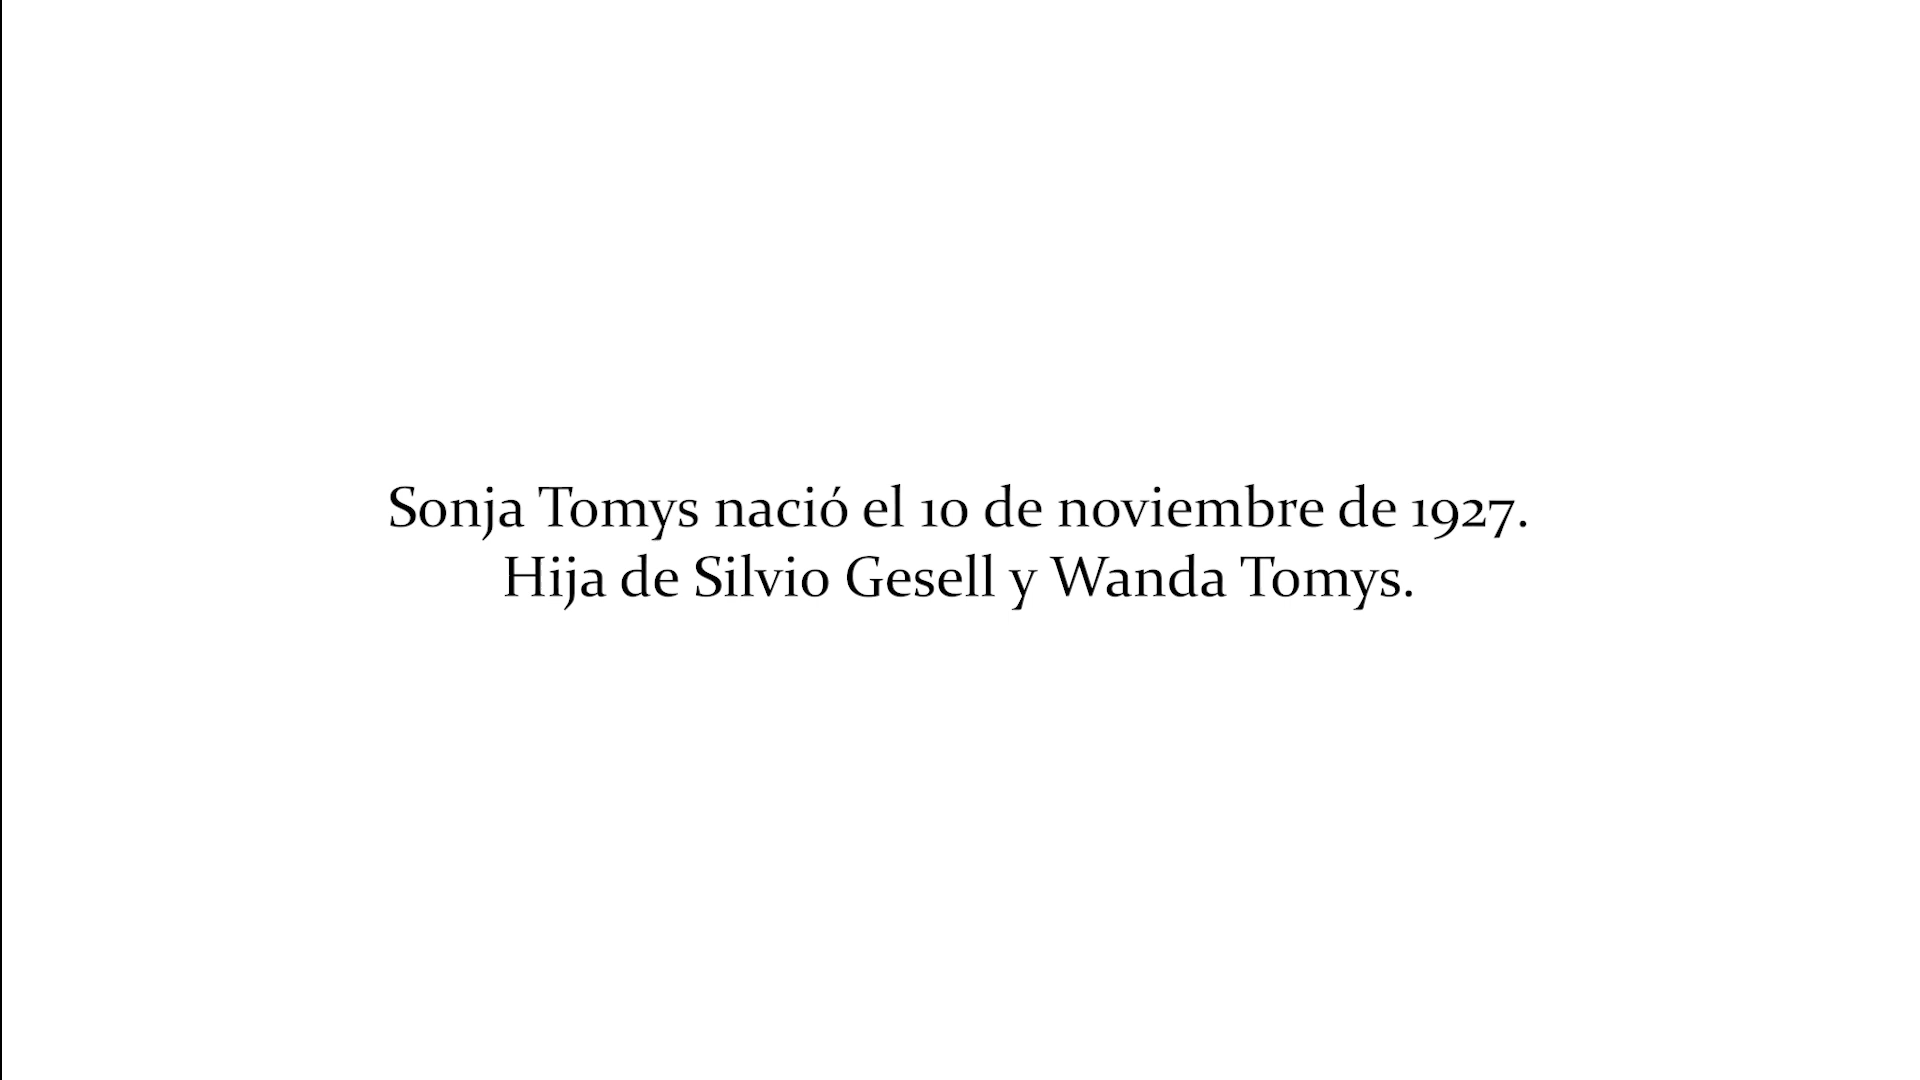 Sonja Tomys nació el 10 de noviembre de 1927.
Hija de Silvio Gesell y Wanda Tomys.